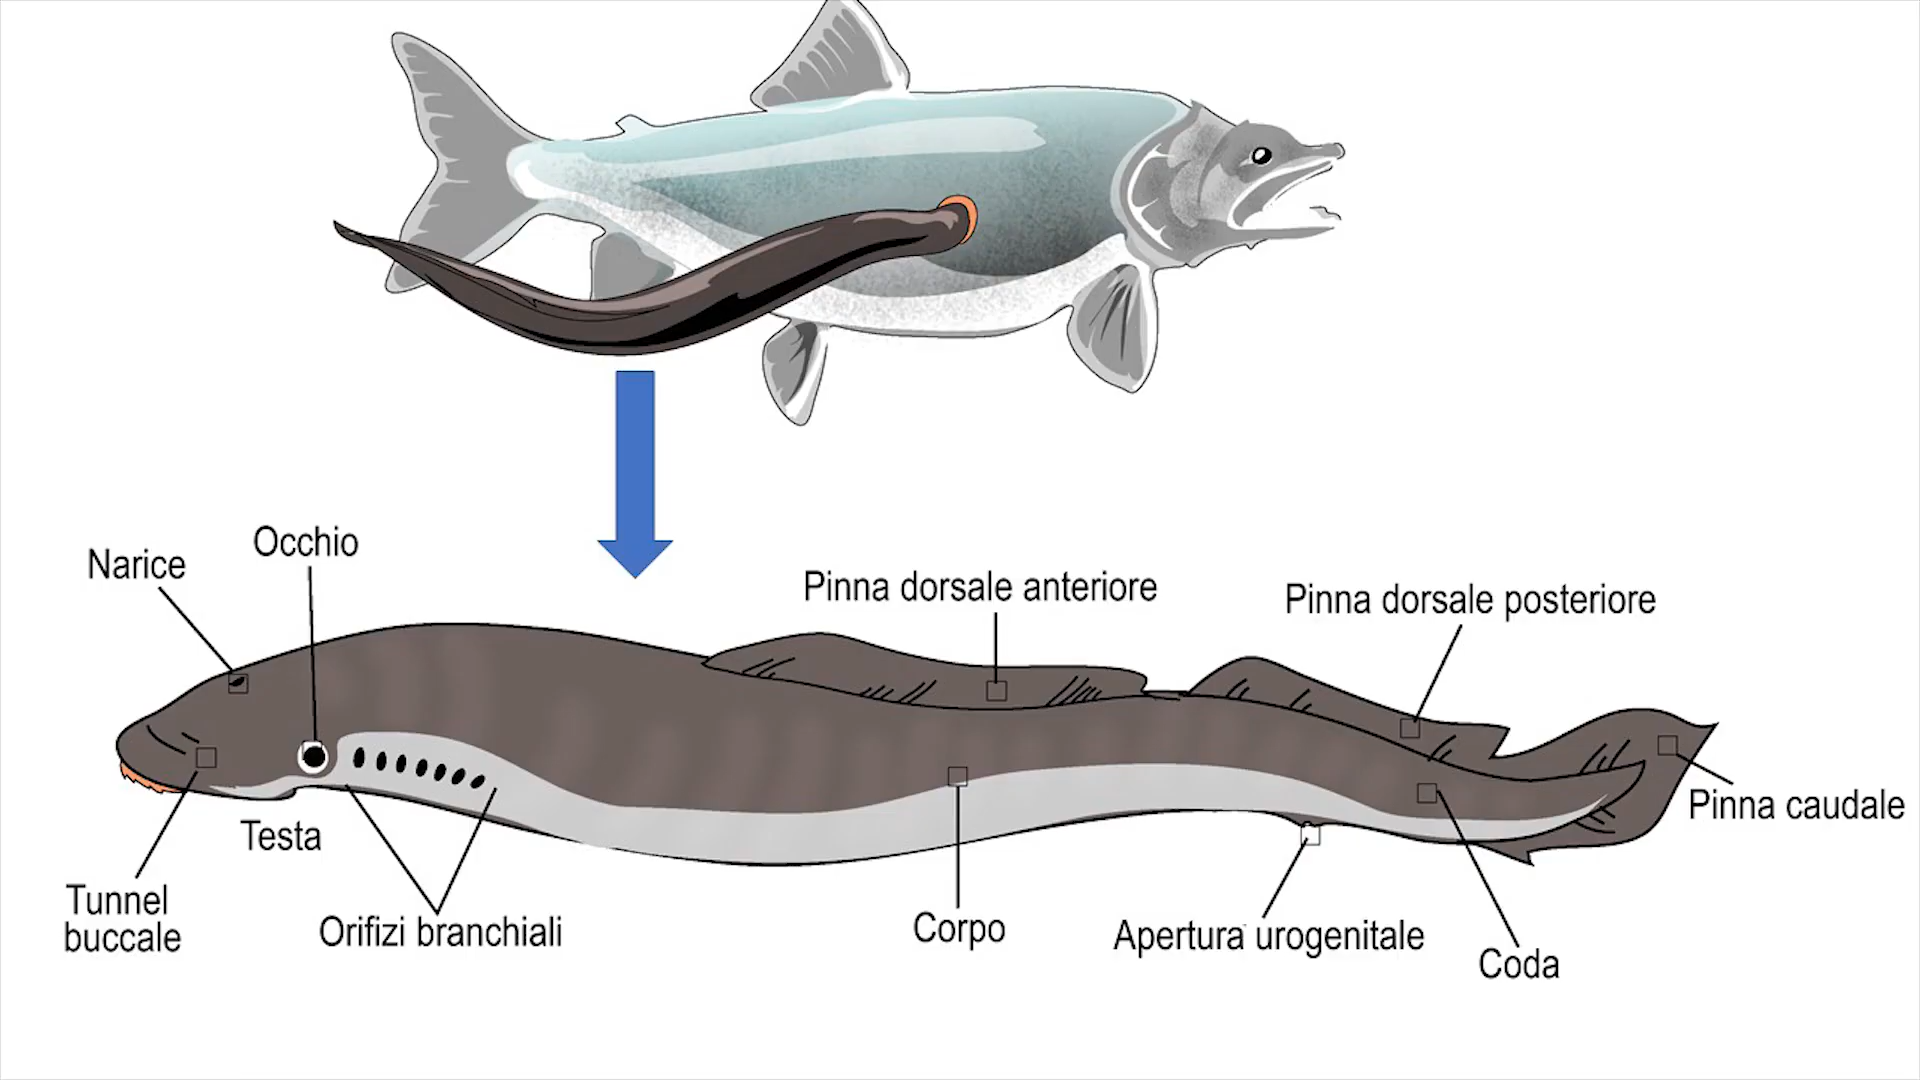 Occhio
Narice
Pinna dorsale anteriore
Pinna dorsale posteriore
Pinna caudale
Testa
Tunnel
buccale
Orifizi branchiali
Corpo
Apertura urogenitale
Coda